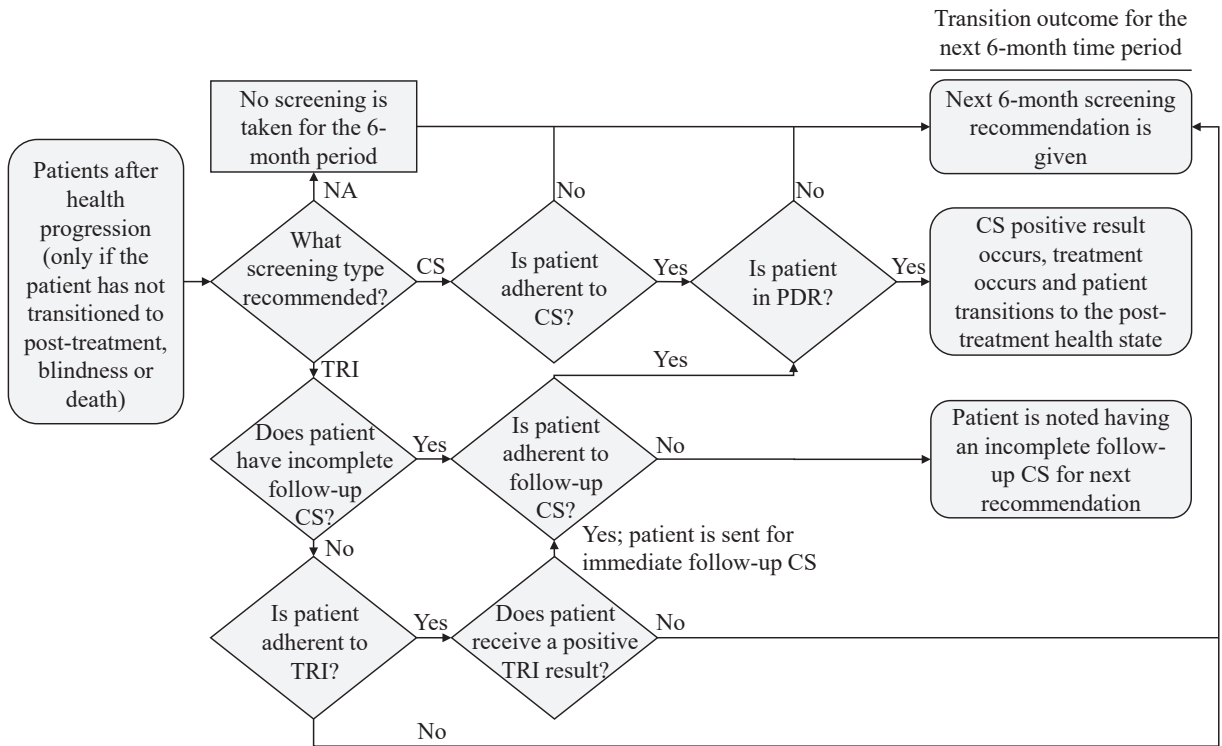 Transition outcome for the
next 6-month time period
No screening is
taken for the 6-
month period
Next 6-month screening
recommendation is
given
Patients after
health
progression
(only if the
patient has not
transitioned to
post-treatment,
blindness or
death)
NA
No
No
What
screening type
recommended?
CS
Is patient
adherent to
CS?
Yes
Is patient
in PDR?
Yes
CS positive result
occurs, treatment
occurs and patient
transitions to the post-
treatment health state
TRI
Yes
Does patient
have incomplete
follow-up
CS?
Yes
Is patient
adherent to
follow-up
CS?
No
Patient is noted having
an incomplete follow-
up CS for next
recommendation
No
Yes; patient is sent for
immediate follow-up CS
Is patient
adherent to
TRI?
Yes
Does patient
receive a positive
TRI result?
No
No